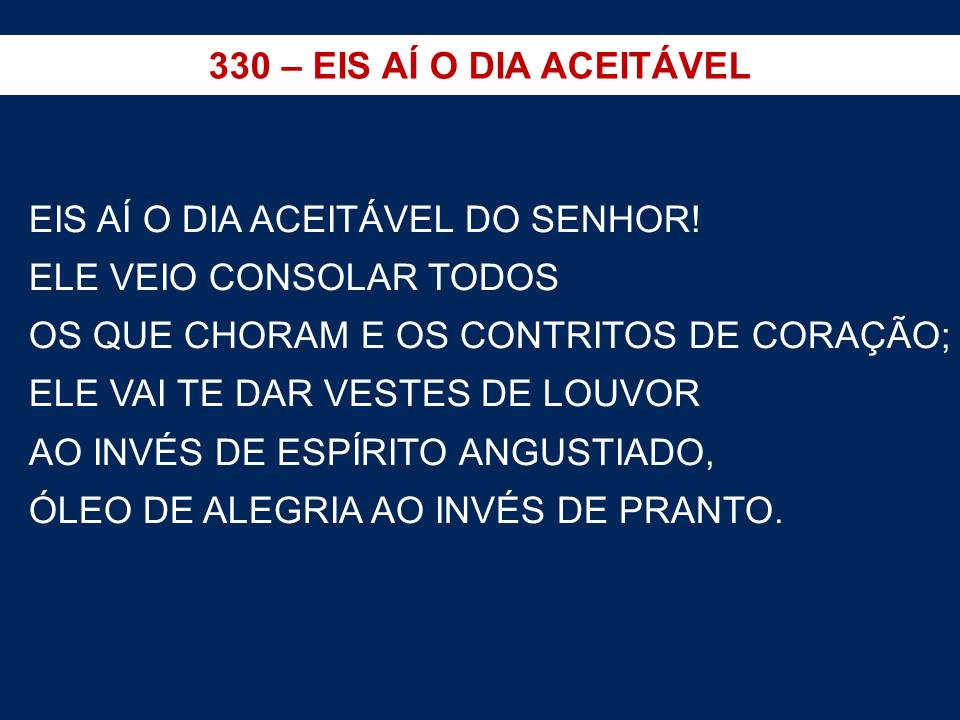 330 – EIS AÍ O DIA ACEITÁVEL
EIS AÍ O DIA ACEITÁVEL DO SENHOR!
ELE VEIO CONSOLAR TODOS
OS QUE CHORAM E OS CONTRITOS DE CORAÇÃO;
ELE VAI TE DAR VESTES DE LOUVOR
AO INVÉS DE ESPÍRITO ANGUSTIADO,
ÓLEO DE ALEGRIA AO INVÉS DE PRANTO.